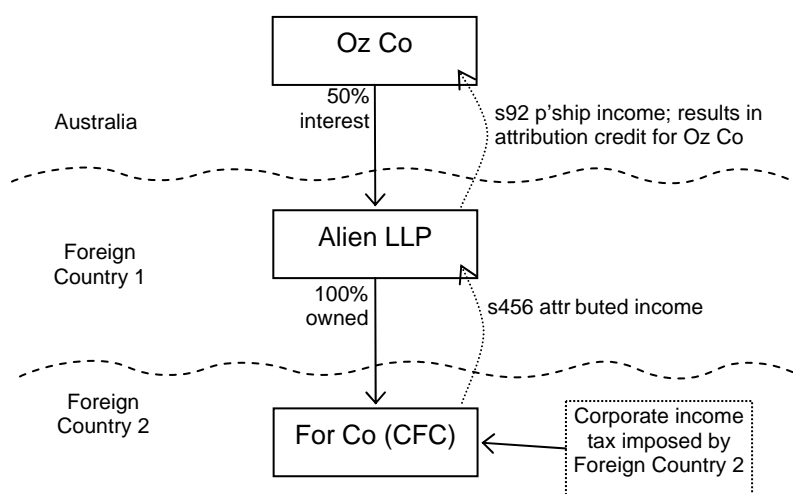 Oz Co
50%
interest
s92 p'ship income; results in
attribution credit for Oz Co
Australia
Alien LLP
Foreign
Country 1
100%
owned
s456 attr buted income
Foreign
Country 2
For Co (CFC)
Corporate income
tax imposed by
Foreign Country 2